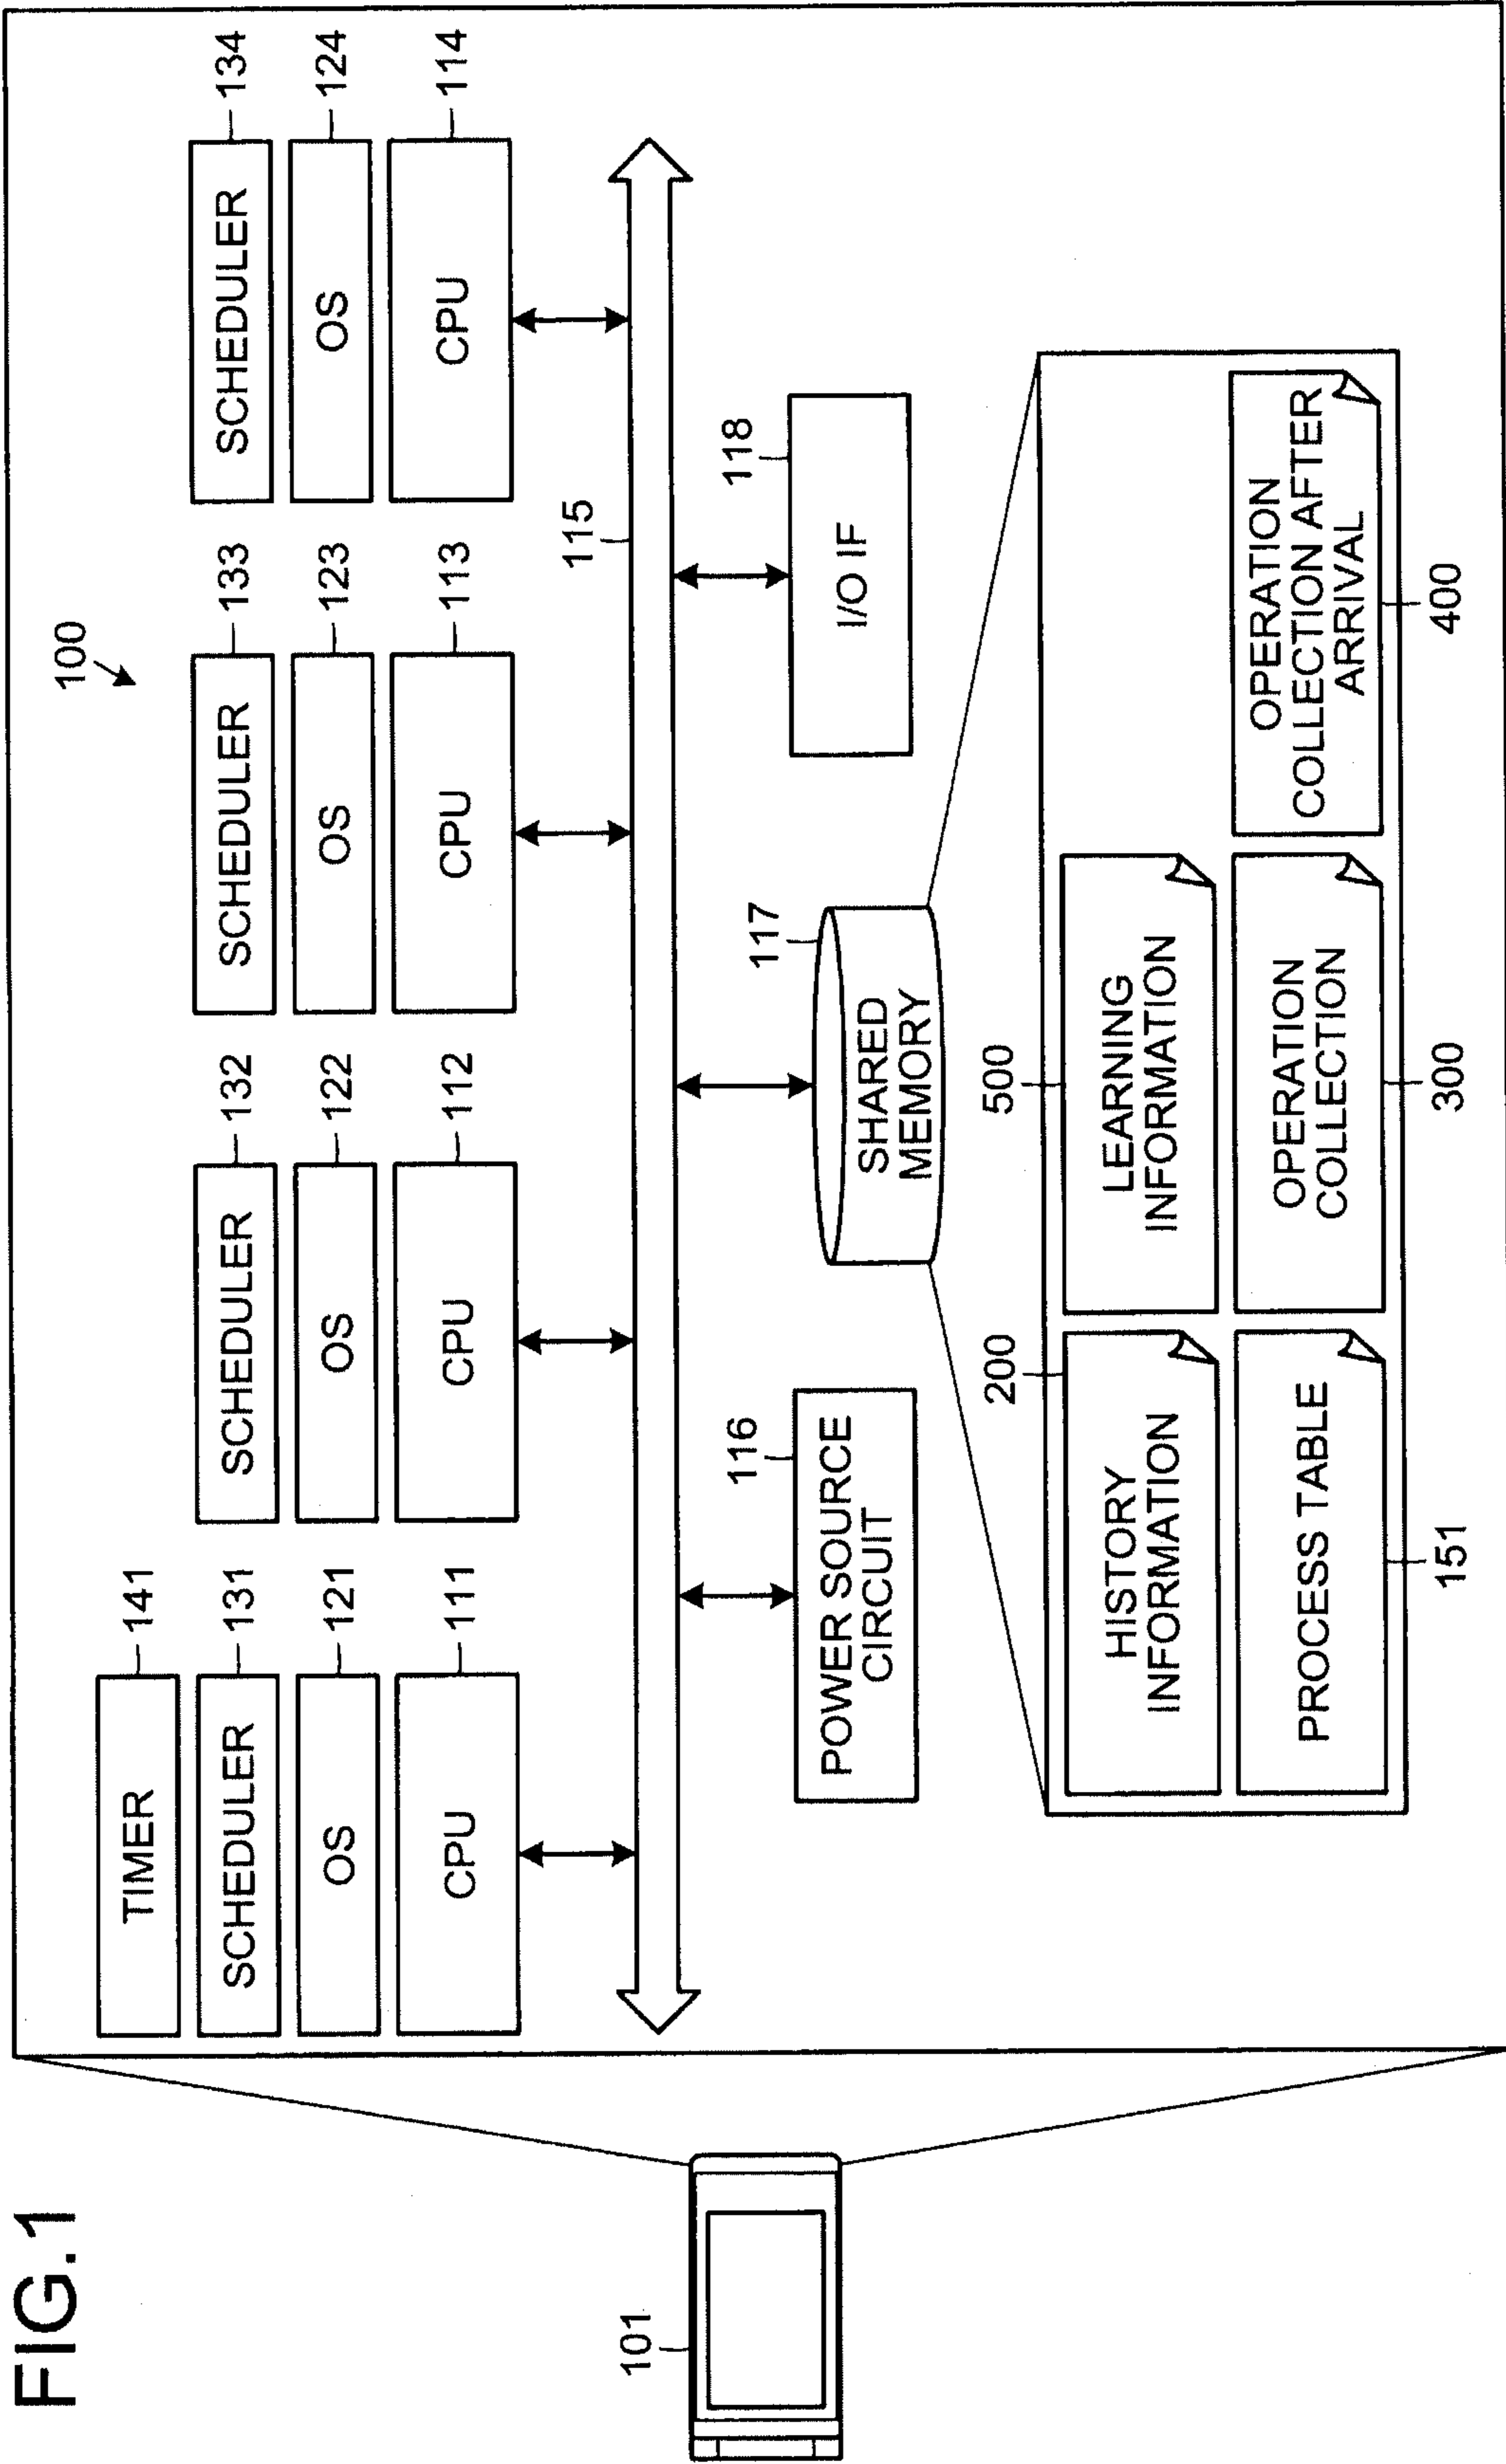 FIG.1
100
101
TIMER
141
SCHEDULER
131
OS
121
CPU
111
SCHEDULER
132
OS
122
CPU
112
SCHEDULER
133
OS
123
CPU
113
SCHEDULER
134
OS
124
CPU
114
115
116
POWER SOURCE
CIRCUIT
117
SHARED
MEMORY
118
I/O IF
200
HISTORY
INFORMATION
500
LEARNING
INFORMATION
PROCESS TABLE
151
OPERATION
COLLECTION
300
OPERATION
COLLECTION AFTER
ARRIVAL
400